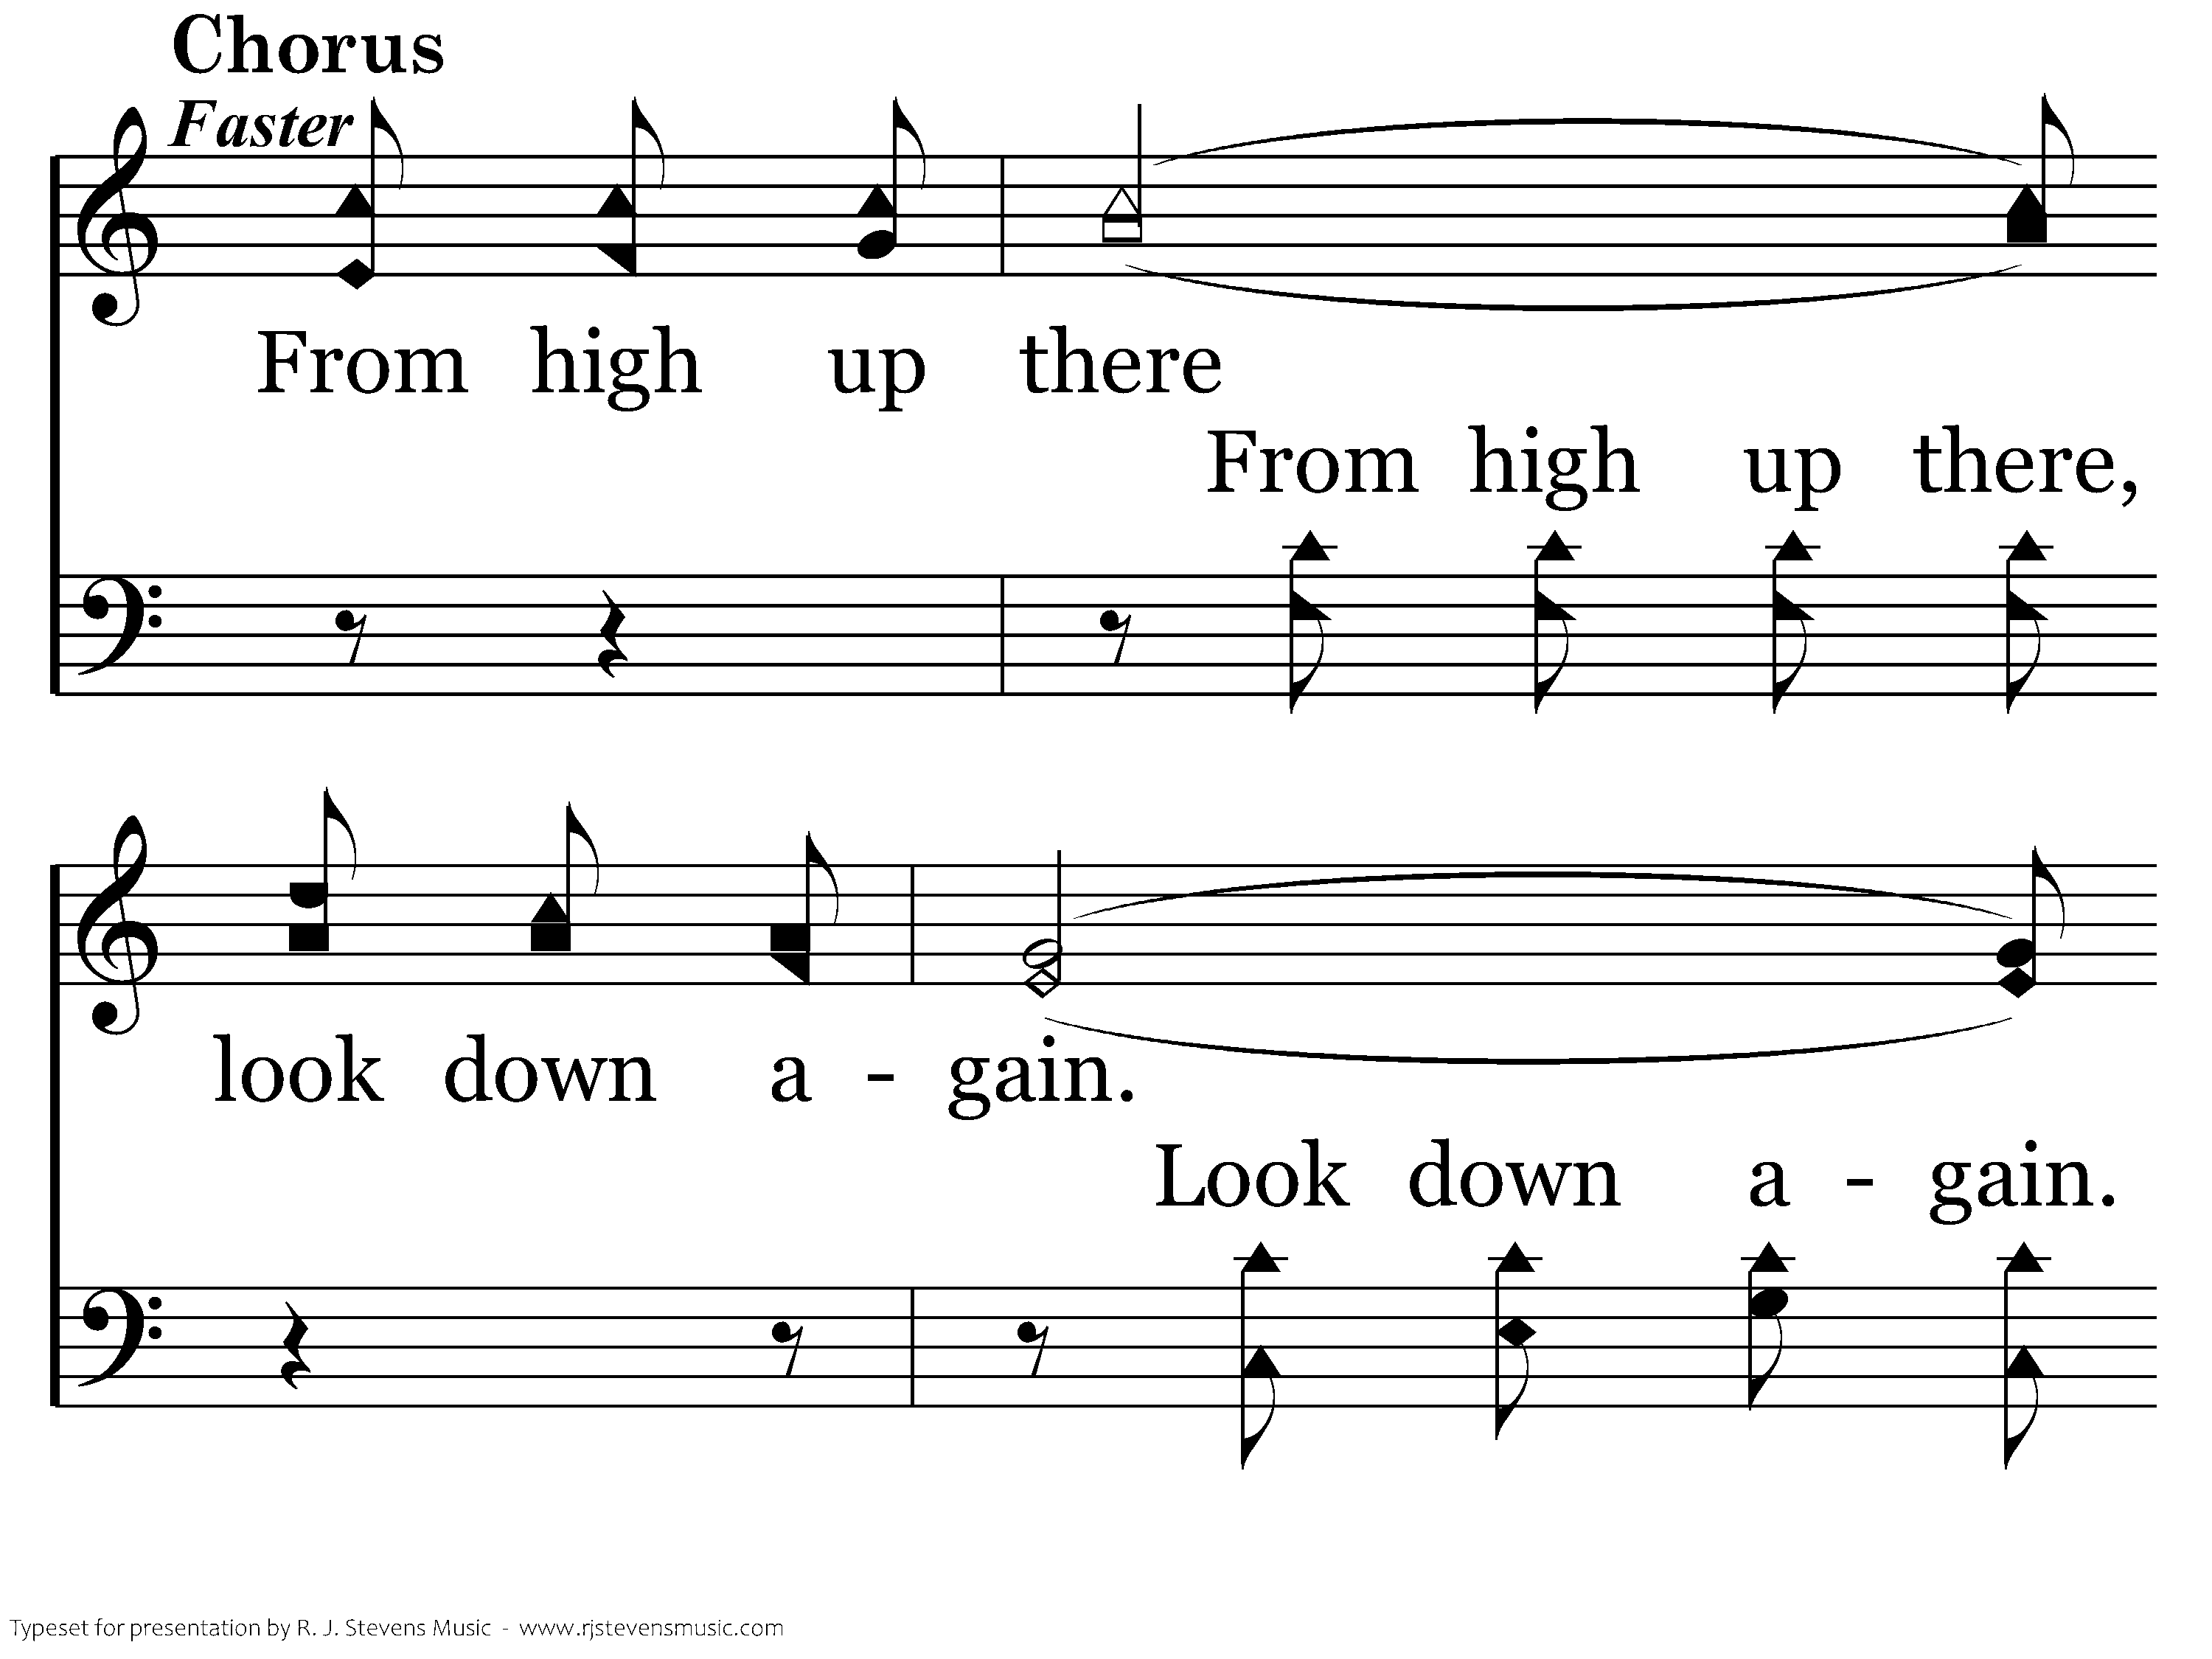 Chorus
Faster
From high up there
From high up there,
look down a - gain.
Look down a - gain.
Typeset for presentation by R. J. Stevens Music - www.rjstevensmusic.com